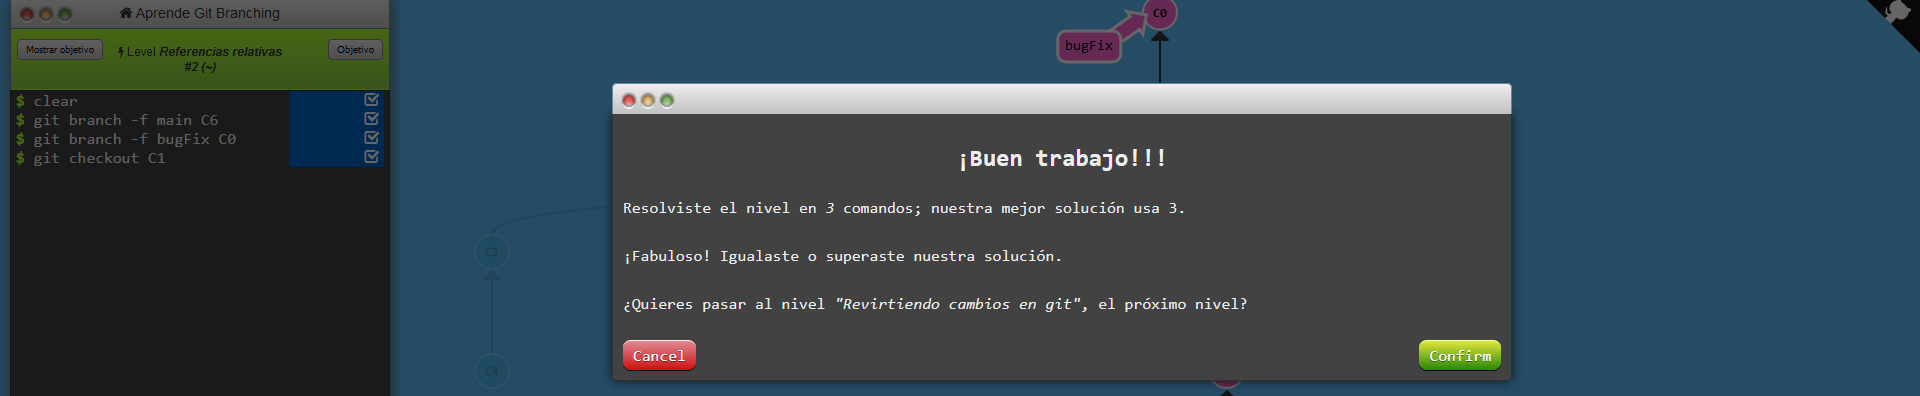 Aprende Git Branching
Mostrar objetivo
Level Referencias relativas
#2 (~)
Objetivo
$ clear
$ git branch -f main C6
$ git branch -f bugFix C0
$ git checkout C1
C0
bugFix
C2
C4
¡Buen trabajo!!!
Resolviste el nivel en 3 comandos; nuestra mejor solución usa 3.
¡Fabuloso! Igualaste o superaste nuestra solución.
¿Quieres pasar al nivel "Revirtiendo cambios en git", el próximo nivel?
Cancel
Confirm